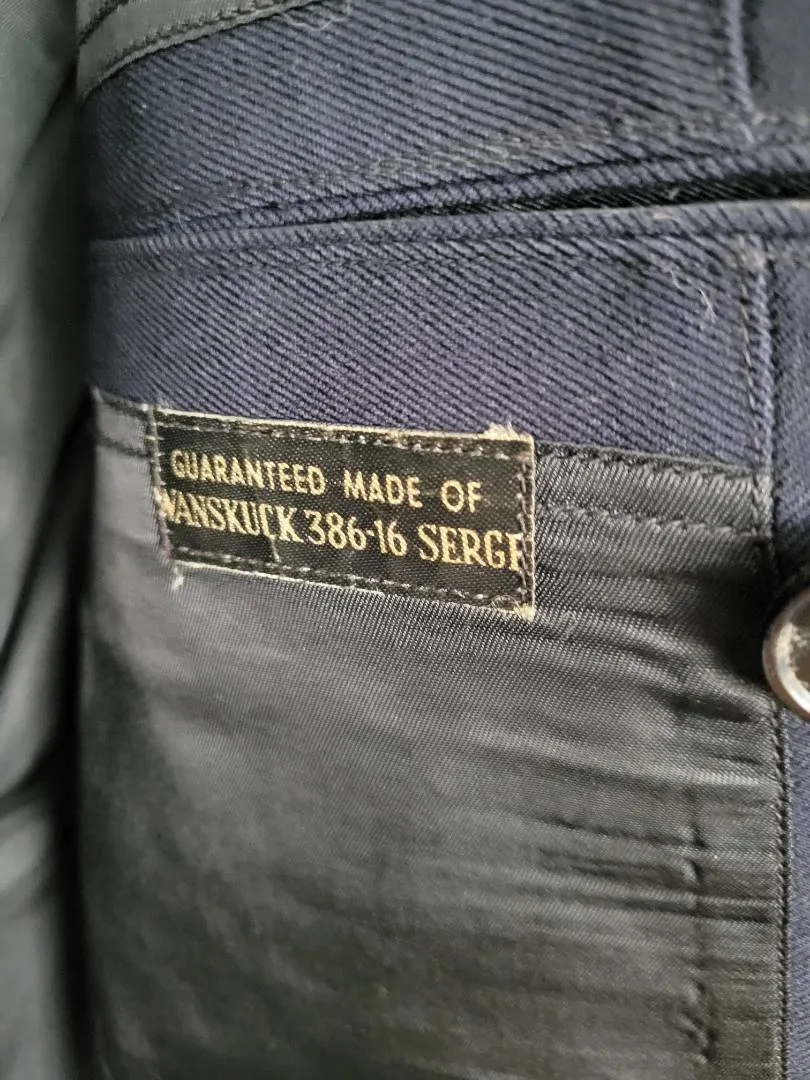 GUARANTEED MADE OF
WANSKUCK 386-16 SERGE